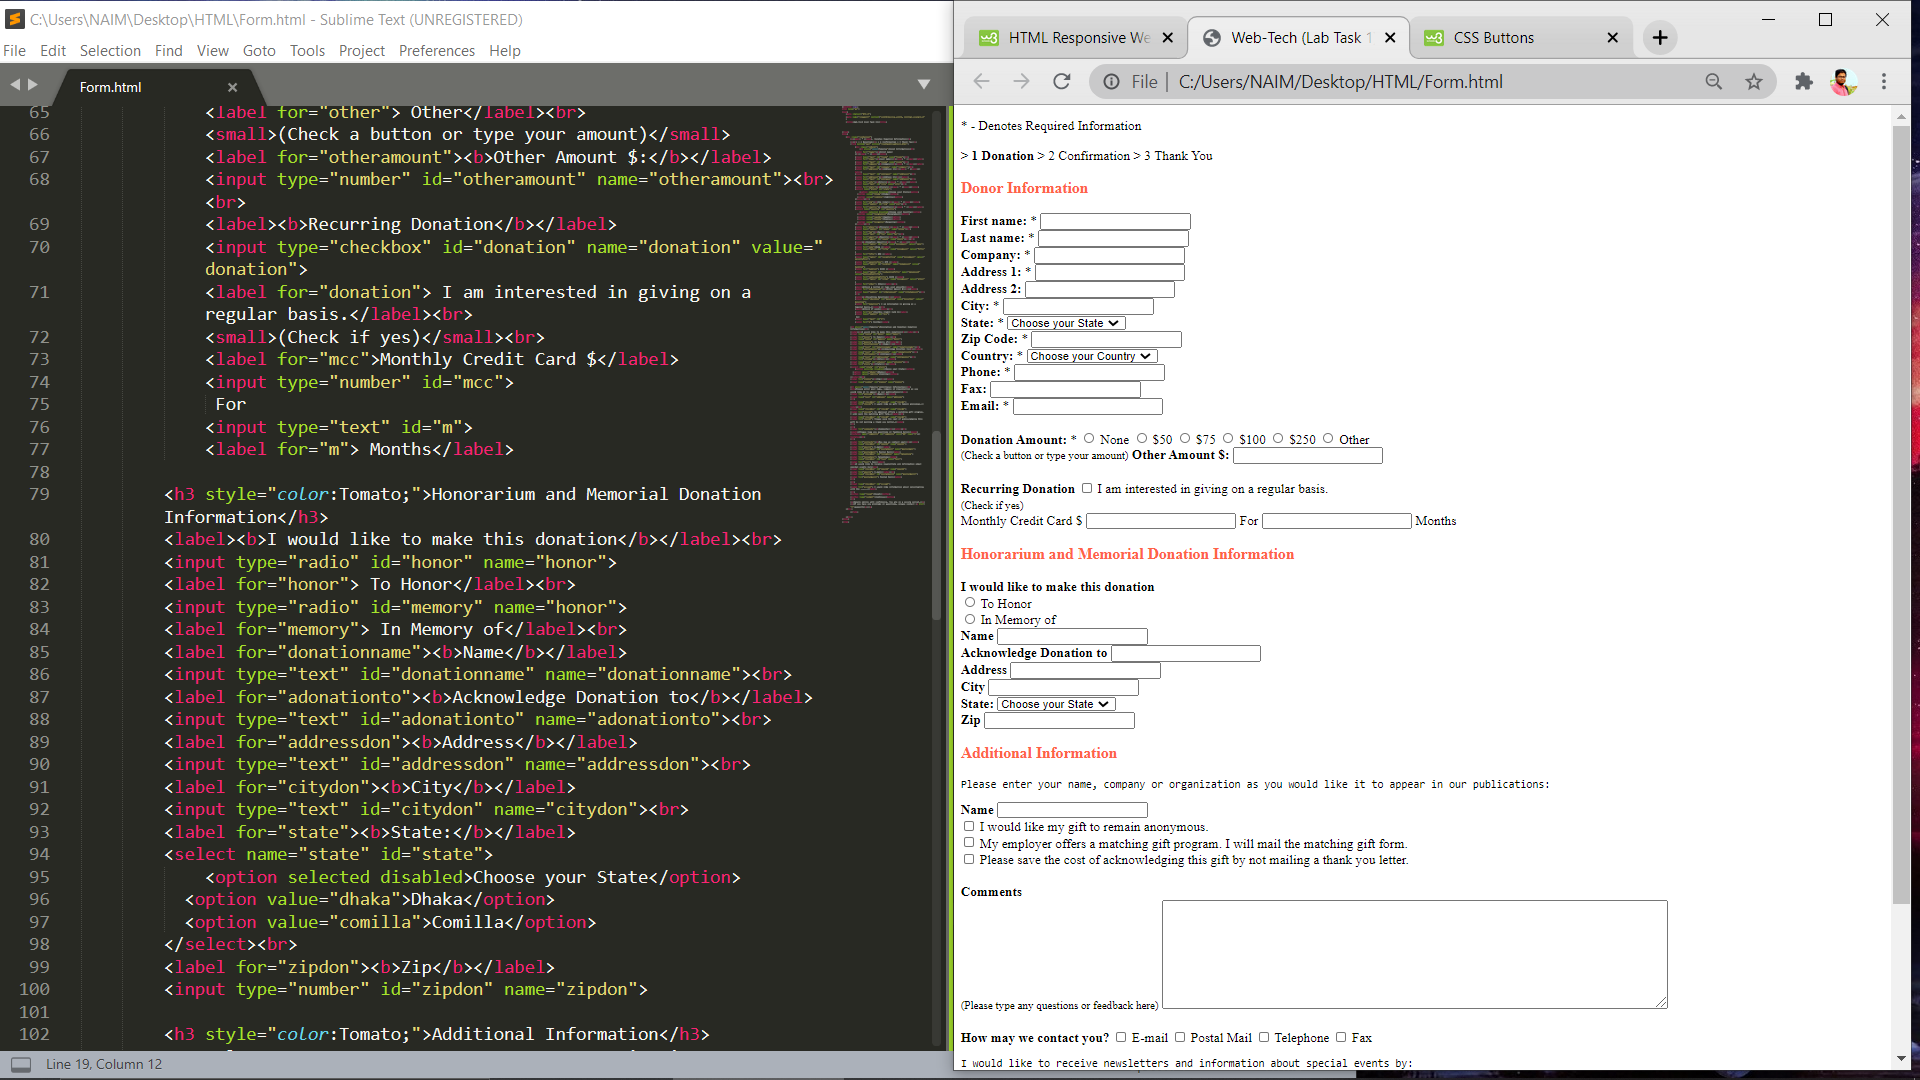 C:\Users\NAIM\Desktop\HTML\Form.html - Sublime Text (UNREGISTERED)
File Edit Selection Find View Goto Tools Project Preferences Help
Form.html
65 <label for="other"> Other</label><br>
66 <small>(Check a button or type your amount)</small>
67 <label for="otheramount"><b>Other Amount $:</b></label>
68 <input type="number" id="otheramount" name="otheramount"><br>
<br>
69 <label><b>Recurring Donation</b></label>
70 <input type="checkbox" id="donation" name="donation" value="
donation">
71 <label for="donation"> I am interested in giving on a
regular basis.</label><br>
72 <small>(Check if yes)</small><br>
73 <label for="mcc">Monthly Credit Card $</label>
74 <input type="number" id="mcc">
75 For
76 <input type="text" id="m">
77 <label for="m"> Months</label>
78
79 <h3 style="color:Tomato;">Honorarium and Memorial Donation
Information</h3>
80 <label><b>I would like to make this donation</b></label><br>
81 <input type="radio" id="honor" name="honor">
82 <label for="honor"> To Honor</label><br>
83 <input type="radio" id="memory" name="honor">
84 <label for="memory"> In Memory of</label><br>
85 <label for="donationname"><b>Name</b></label>
86 <input type="text" id="donationname" name="donationname"><br>
87 <label for="adonationto"><b>Acknowledge Donation to</b></label>
88 <input type="text" id="adonationto" name="adonationto"><br>
89 <label for="addressdon"><b>Address</b></label>
90 <input type="text" id="addressdon" name="addressdon"><br>
91 <label for="citydon"><b>City</b></label>
92 <input type="text" id="citydon" name="citydon"><br>
93 <label for="state"><b>State:</b></label>
94 <select name="state" id="state">
95 <option selected disabled>Choose your State</option>
96 <option value="dhaka">Dhaka</option>
97 <option value="comilla">Comilla</option>
98 </select><br>
99 <label for="zipdon"><b>Zip</b></label>
100 <input type="number" id="zipdon" name="zipdon">
101
102 <h3 style="color:Tomato;">Additional Information</h3>
Line 19, Column 12
HTML Responsive We
Web-Tech (Lab Task 1
CSS Buttons
File | C:/Users/NAIM/Desktop/HTML/Form.html
* - Denotes Required Information
> 1 Donation > 2 Confirmation > 3 Thank You
Donor Information
First name: *
Last name: *
Company: *
Address 1: *
Address 2:
City: *
State: * Choose your State
Zip Code: *
Country: * Choose your Country
Phone: *
Fax:
Email: *
Donation Amount: * None $50 $75 $100 $250 Other
(Check a button or type your amount) Other Amount $:
Recurring Donation I am interested in giving on a regular basis.
(Check if yes)
Monthly Credit Card $ For Months
Honorarium and Memorial Donation Information
I would like to make this donation
To Honor
In Memory of
Name
Acknowledge Donation to
Address
City
State: Choose your State
Zip
Additional Information
Please enter your name, company or organization as you would like it to appear in our publications:
Name
I would like my gift to remain anonymous.
My employer offers a matching gift program. I will mail the matching gift form.
Please save the cost of acknowledging this gift by not mailing a thank you letter.
Comments
(Please type any questions or feedback here)
How may we contact you? E-mail Postal Mail Telephone Fax
I would like to receive newsletters and information about special events by: